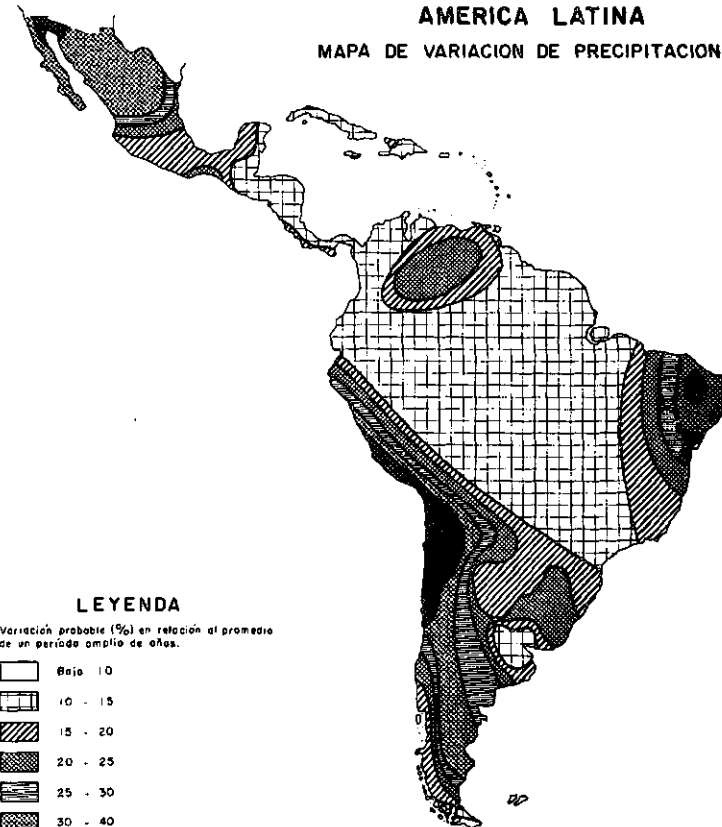 AMERICA LATINA
MAPA DE VARIACION DE PRECIPITACION
LEYENDA
Variación probable (%) en relación al promedio
de un período amplio de años.
Bajo 10
10 - 15
15 - 20
20 - 25
25 - 30
30 - 40